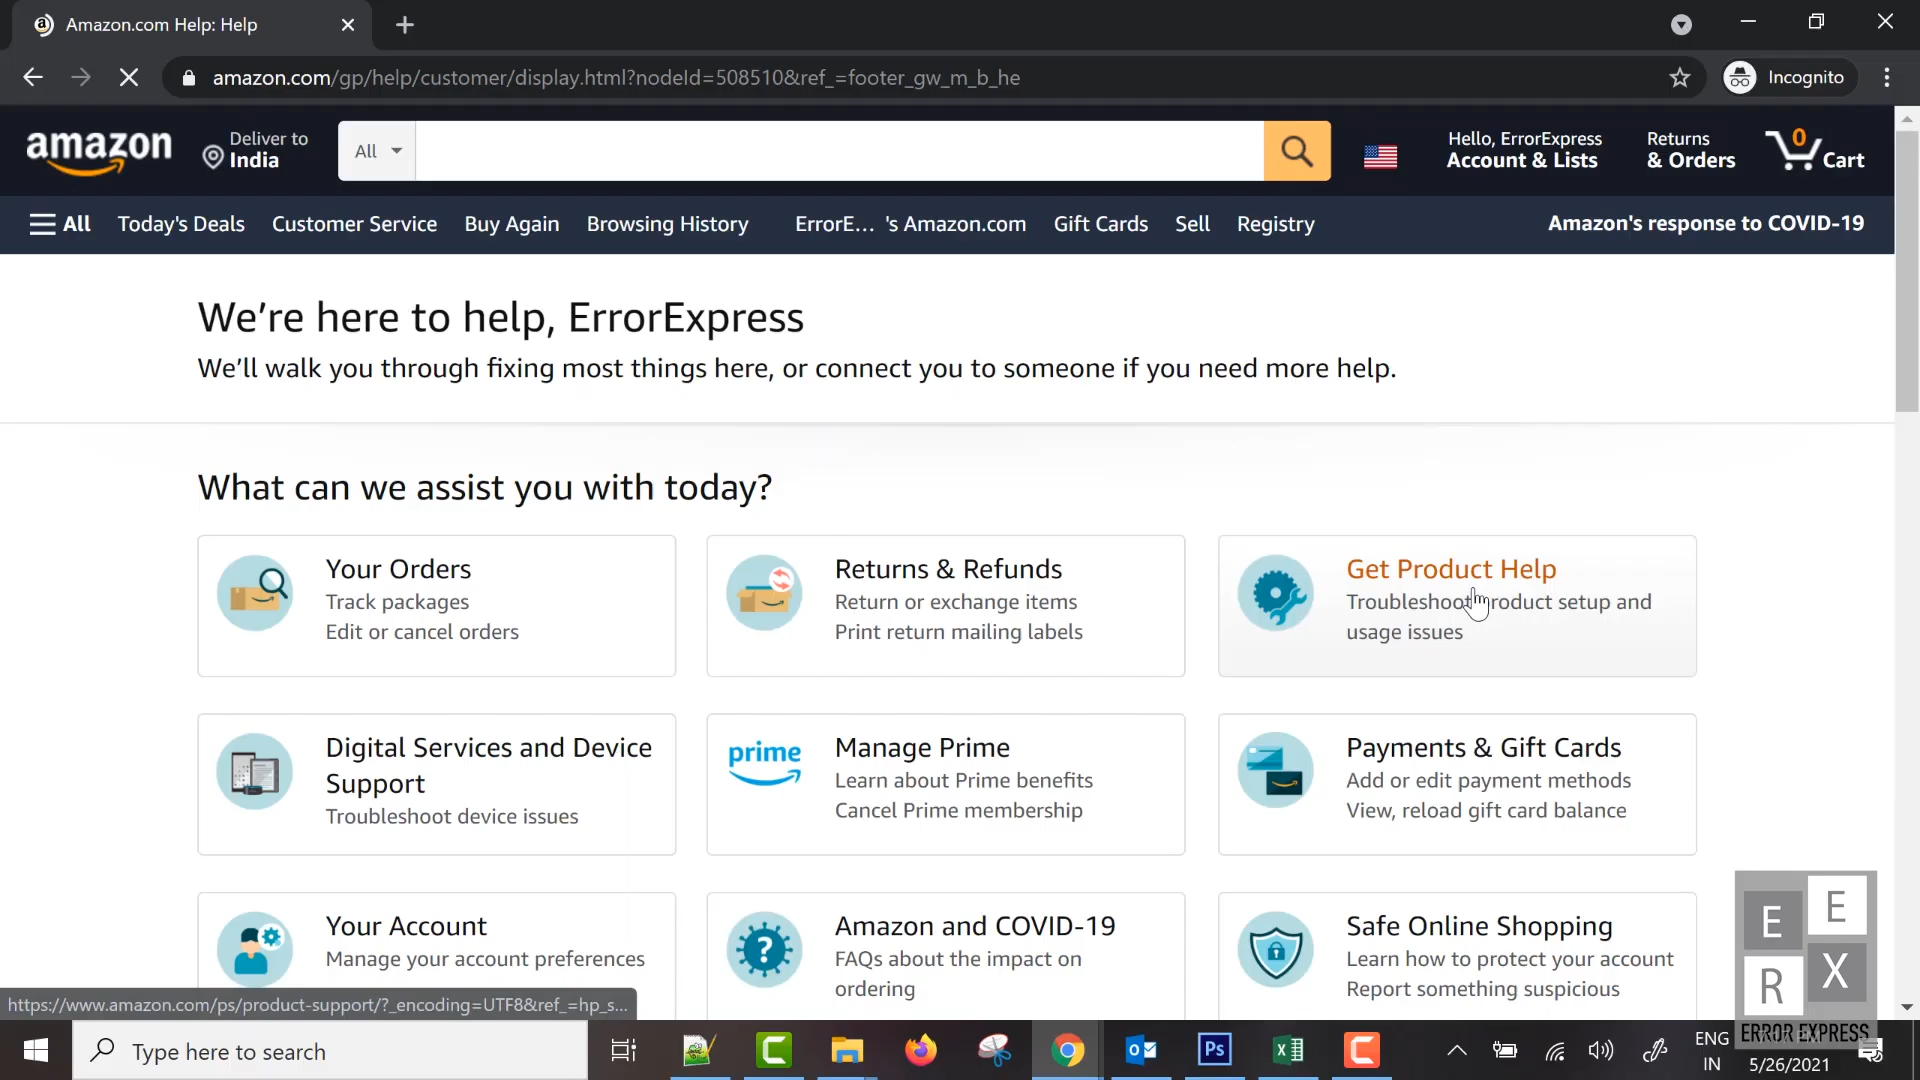 Amazon.com Help: Help
amazon.com/gp/help/customer/display.html?nodeId=508510&ref_=footer_gw_m_b_he
Incognito
amazon
Deliver to
India
All
Hello, ErrorExpress
Account & Lists
Returns
& Orders
0
Cart
All
Today's Deals
Customer Service
Buy Again
Browsing History
ErrorE... 's Amazon.com
Gift Cards
Sell
Registry
Amazon's response to COVID-19
We're here to help, ErrorExpress
We'll walk you through fixing most things here, or connect you to someone if you need more help.
What can we assist you with today?
Your Orders
Track packages
Edit or cancel orders
Returns & Refunds
Return or exchange items
Print return mailing labels
Get Product Help
Troubleshoot product setup and
usage issues
Digital Services and Device
Support
Troubleshoot device issues
prime
Manage Prime
Learn about Prime benefits
Cancel Prime membership
Payments & Gift Cards
Add or edit payment methods
View, reload gift card balance
Your Account
Manage your account preferences
Amazon and COVID-19
FAQs about the impact on
ordering
Safe Online Shopping
Learn how to protect your account
Report something suspicious
https://www.amazon.com/ps/product-support/?_encoding=UTF8&ref_=hp_s...
E E
R X
ERROR EXPRESS
Type here to search
Ps
ENG
IN
5/26/2021